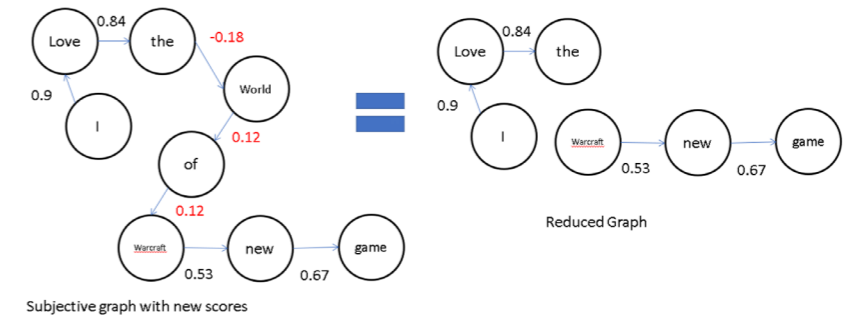 0.84
Love
the
-0.18
World
0.9
I
0.12
of
0.12
Warcraft
new
game
0.53
0.67
Subjective graph with new scores
0.84
Love
the
0.9
I
Warcraft
new
game
0.53
0.67
Reduced Graph